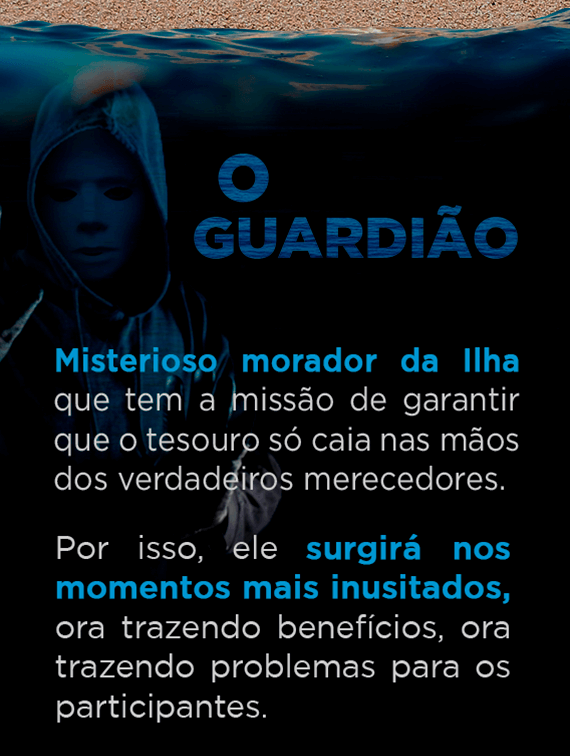 O
GUARDIÃO
Misterioso morador da Ilha
que tem a missão de garantir
que o tesouro só caia nas mãos
dos verdadeiros merecedores.
Por isso, ele surgirá nos
momentos mais inusitados,
ora trazendo benefícios, ora
trazendo problemas para os
participantes.